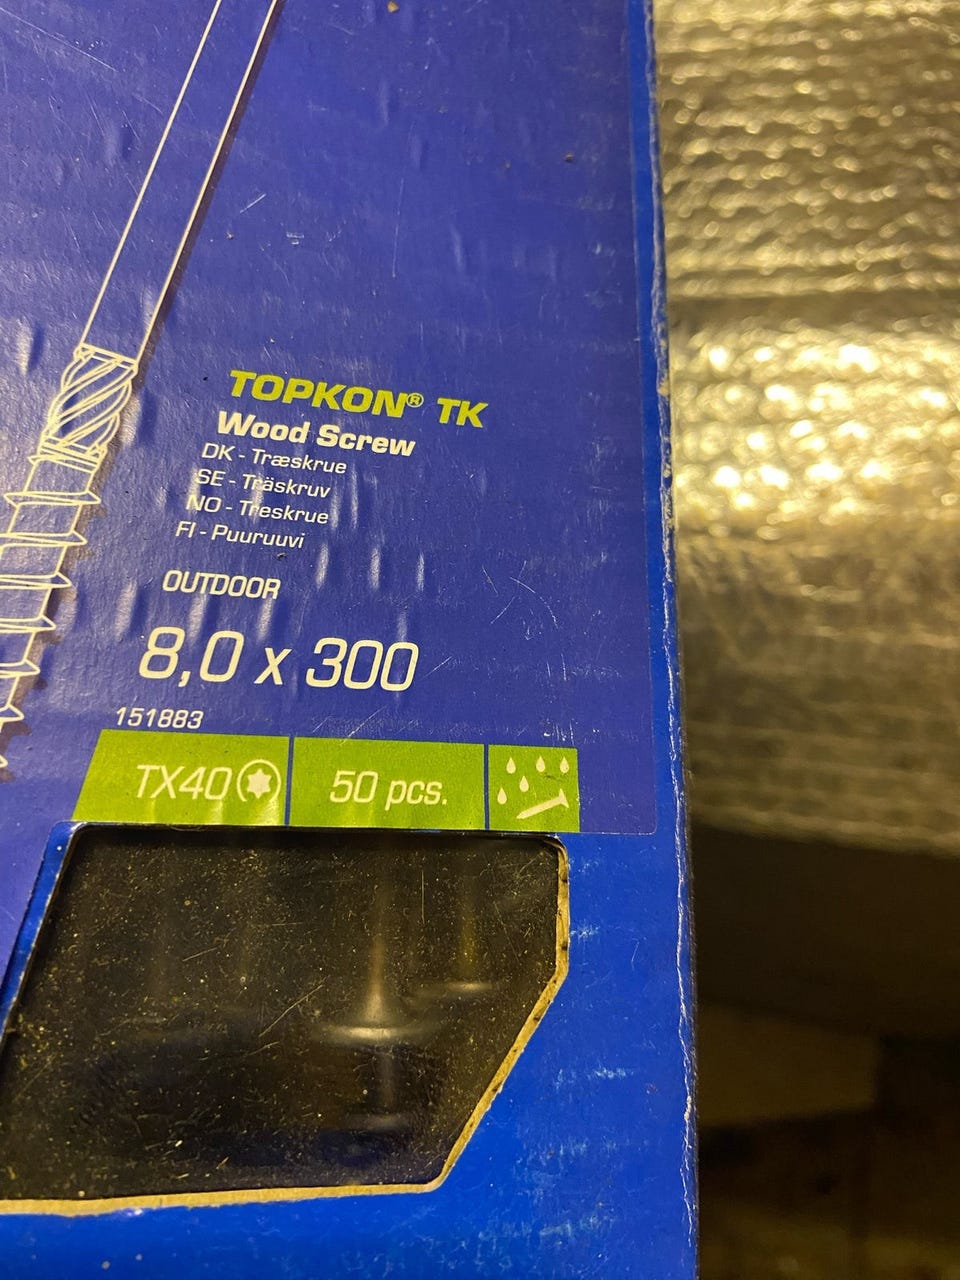 TOPKON® TK
Wood Screw
DK - Træskrue
SE - Träskruv
NO - Treskrue
FI - Puuruuvi
OUTDOOR
8,0 x 300
151883
TX40
50 pcs.